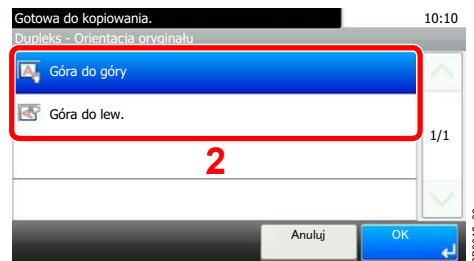 Gotowa do kopiowania. 10:10
Dupleks - Orientacja oryginału
Góra do góry
Góra do lew.
1/1
2
Anuluj OK